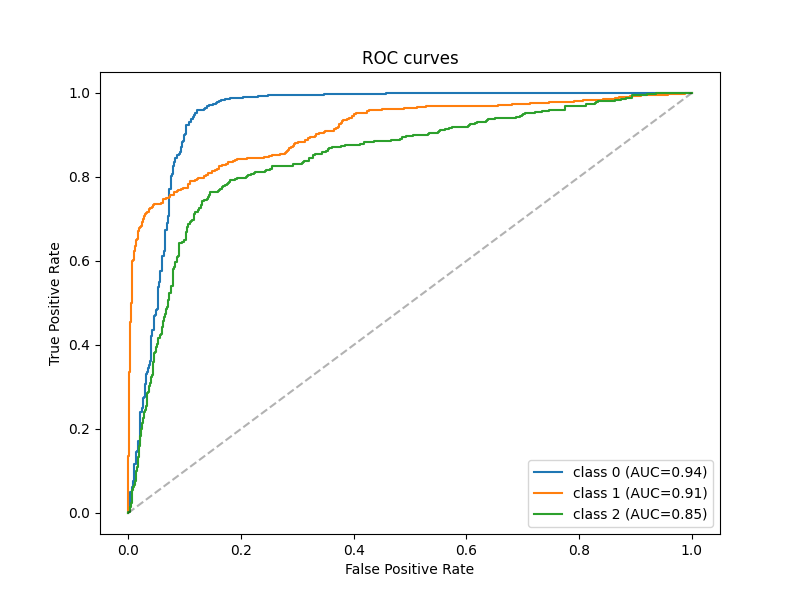 ROC curves
True Positive Rate
1.0
0.8
0.6
0.4
0.2
0.0
class 0 (AUC=0.94)
class 1 (AUC=0.91)
class 2 (AUC=0.85)
0.0 0.2 0.4 0.6 0.8 1.0
False Positive Rate